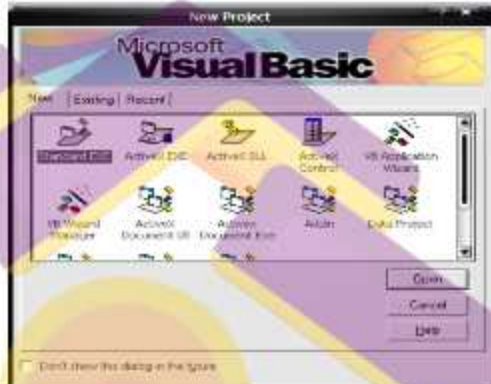 New Project
Microsoft
Visual Basic
New Existing Recent
Standard EXE ActiveX EXE ActiveX DLL ActiveX Control VB Application Wizard
VB Wizard Manager ActiveX Document Dll ActiveX Document Exe Addin Data Project
Open
Cancel
Help
Don't show this dialog in the future